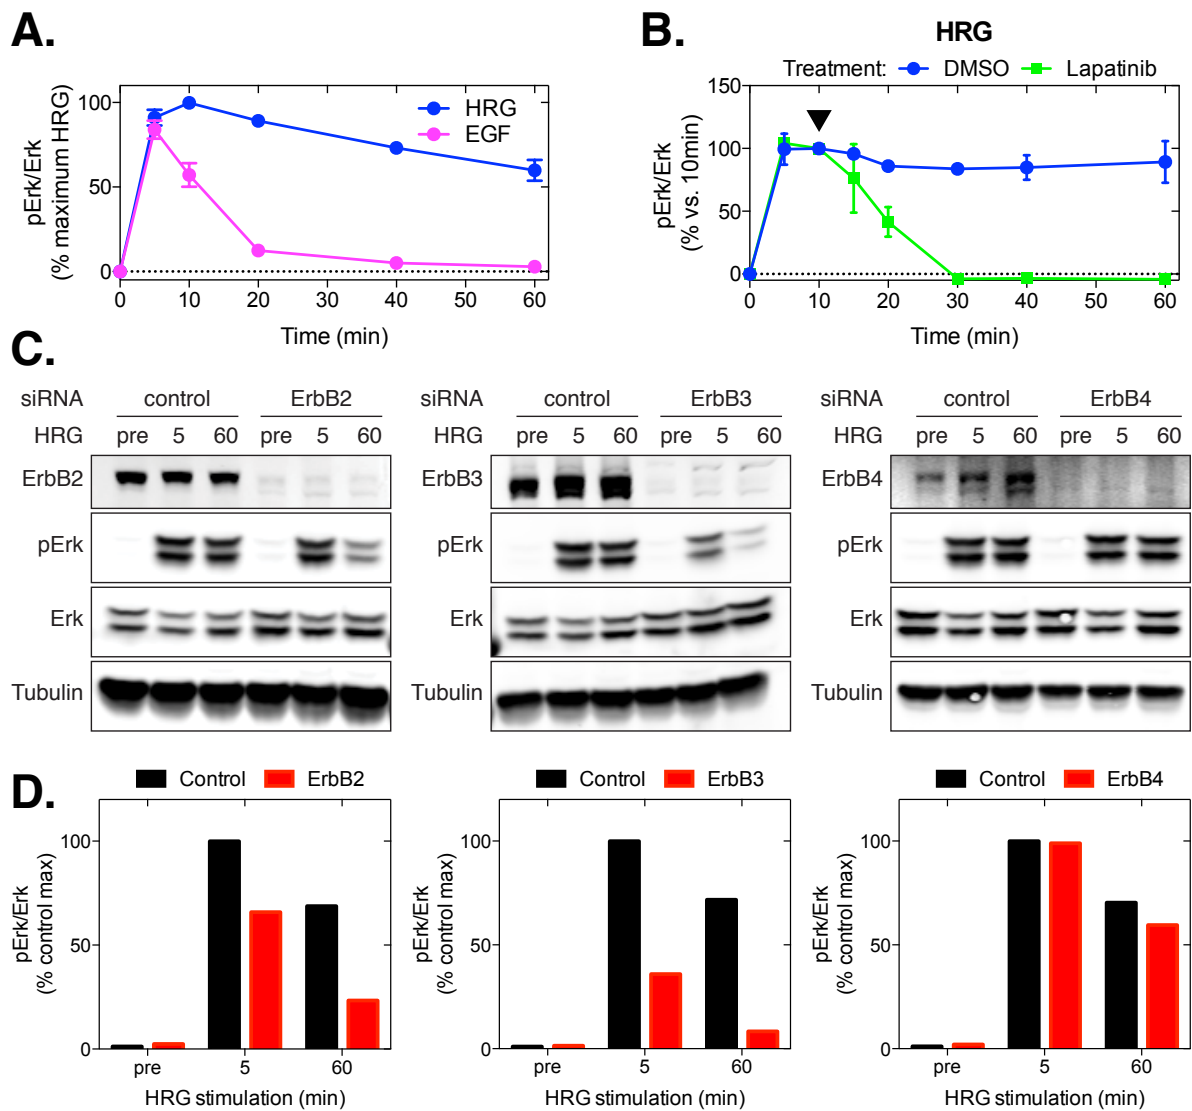 A.
pErk/Erk
(% maximum HRG)
100
50
0
HRG
EGF
0 10 20 30 40 50 60
Time (min)
B.
HRG
Treatment: DMSO Lapatinib
pErk/Erk
(% vs. 10min)
150
100
50
0
0 10 20 30 40 50 60
Time (min)
C.
siRNA control ErbB2
HRG pre 5 60 pre 5 60
ErbB2
pErk
Erk
Tubulin
siRNA control ErbB3
HRG pre 5 60 pre 5 60
ErbB3
pErk
Erk
Tubulin
siRNA control ErbB4
HRG pre 5 60 pre 5 60
ErbB4
pErk
Erk
Tubulin
D.
Control ErbB2
pErk/Erk
(% control max)
100
50
0
pre 5 60
HRG stimulation (min)
Control ErbB3
pErk/Erk
(% control max)
100
50
0
pre 5 60
HRG stimulation (min)
Control ErbB4
pErk/Erk
(% control max)
100
50
0
pre 5 60
HRG stimulation (min)